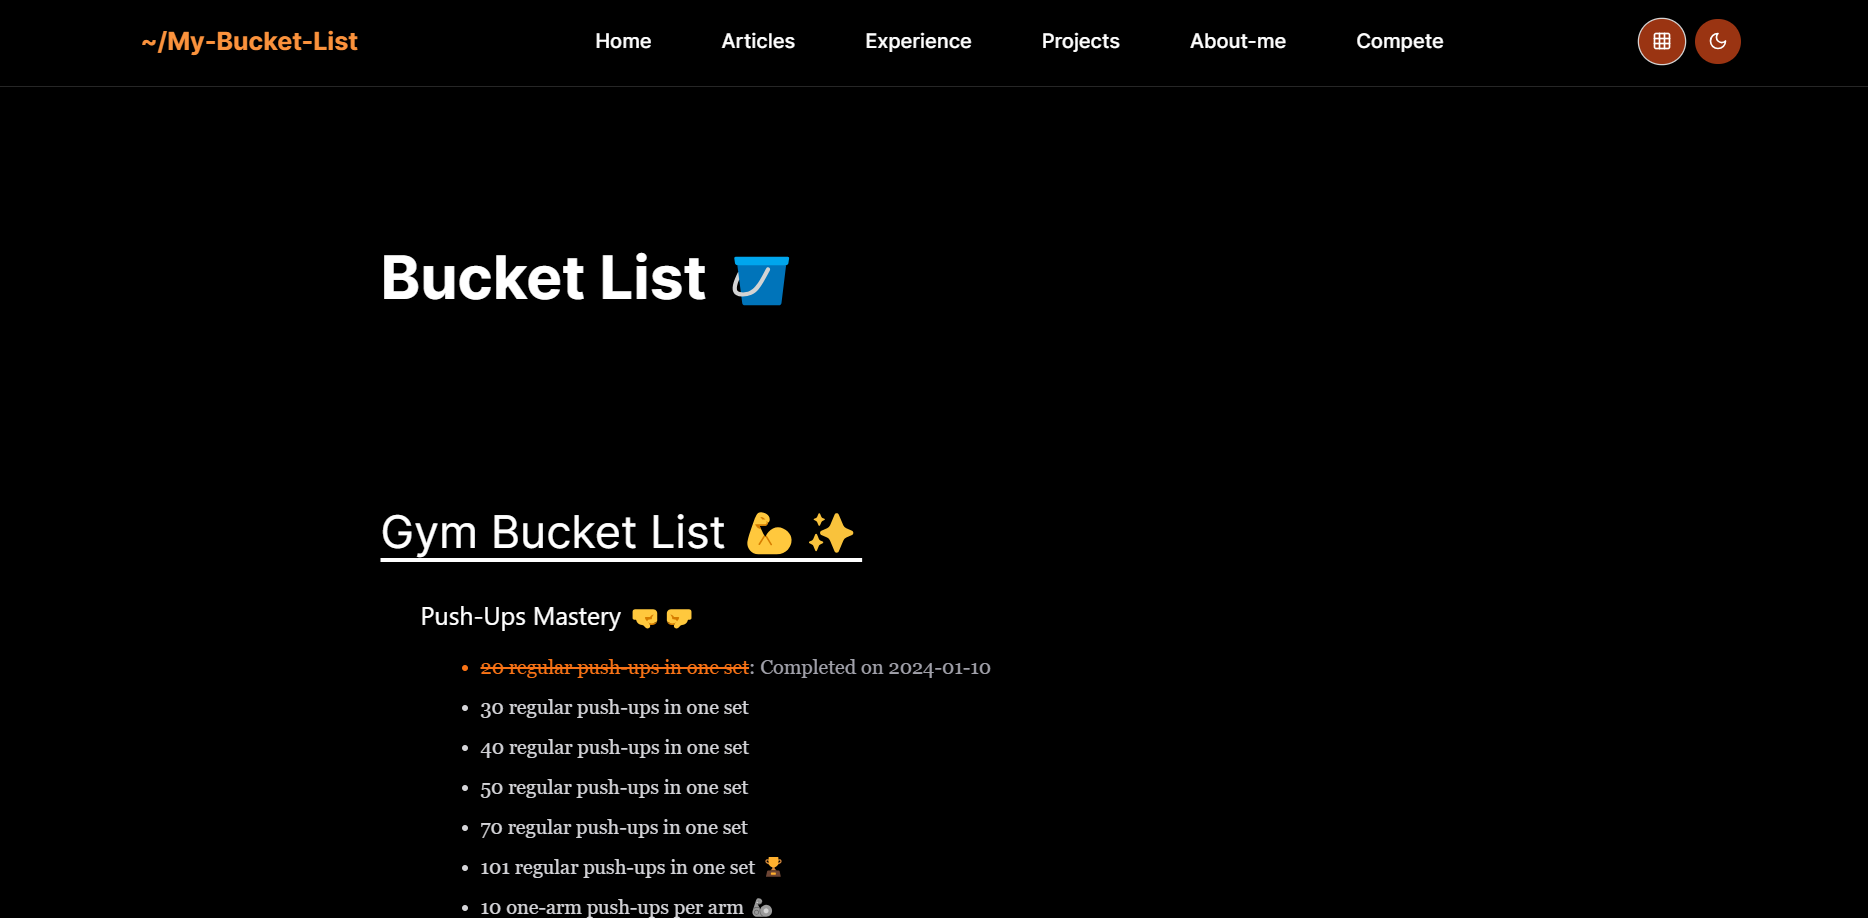 ~/My-Bucket-List Home Articles Experience Projects About-me Compete
Bucket List 🪣
Gym Bucket List 💪✨
Push-Ups Mastery 🤜🤛
• 20 regular push-ups in one set: Completed on 2024-01-10
• 30 regular push-ups in one set
• 40 regular push-ups in one set
• 50 regular push-ups in one set
• 70 regular push-ups in one set
• 101 regular push-ups in one set 🏆
• 10 one-arm push-ups per arm 🦾